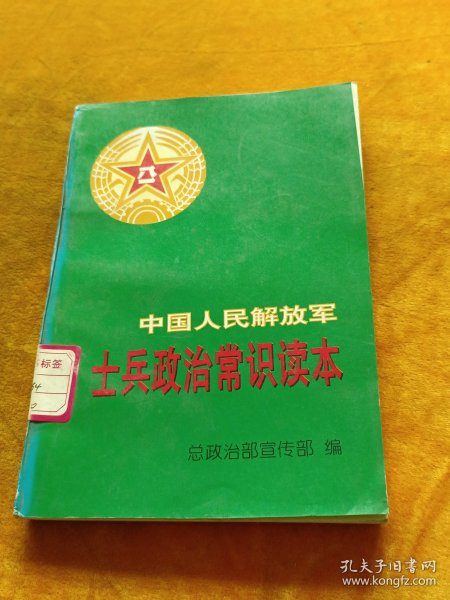 八一
中国人民解放军
士兵政治常识读本
标签
总政治部宣传部 编
孔夫子旧书网
www.kongfz.com